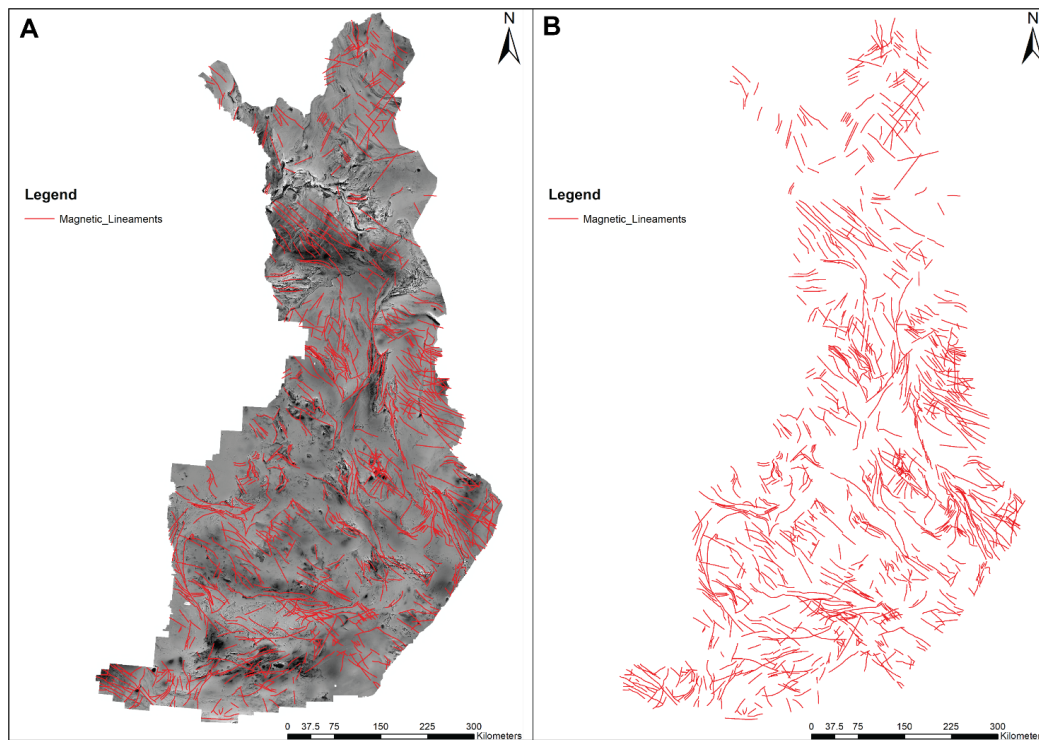 A
N
Legend
Magnetic_Lineaments
0 37.5 75 150 225 300
Kilometers
B
N
Legend
Magnetic_Lineaments
0 37.5 75 150 225 300
Kilometers